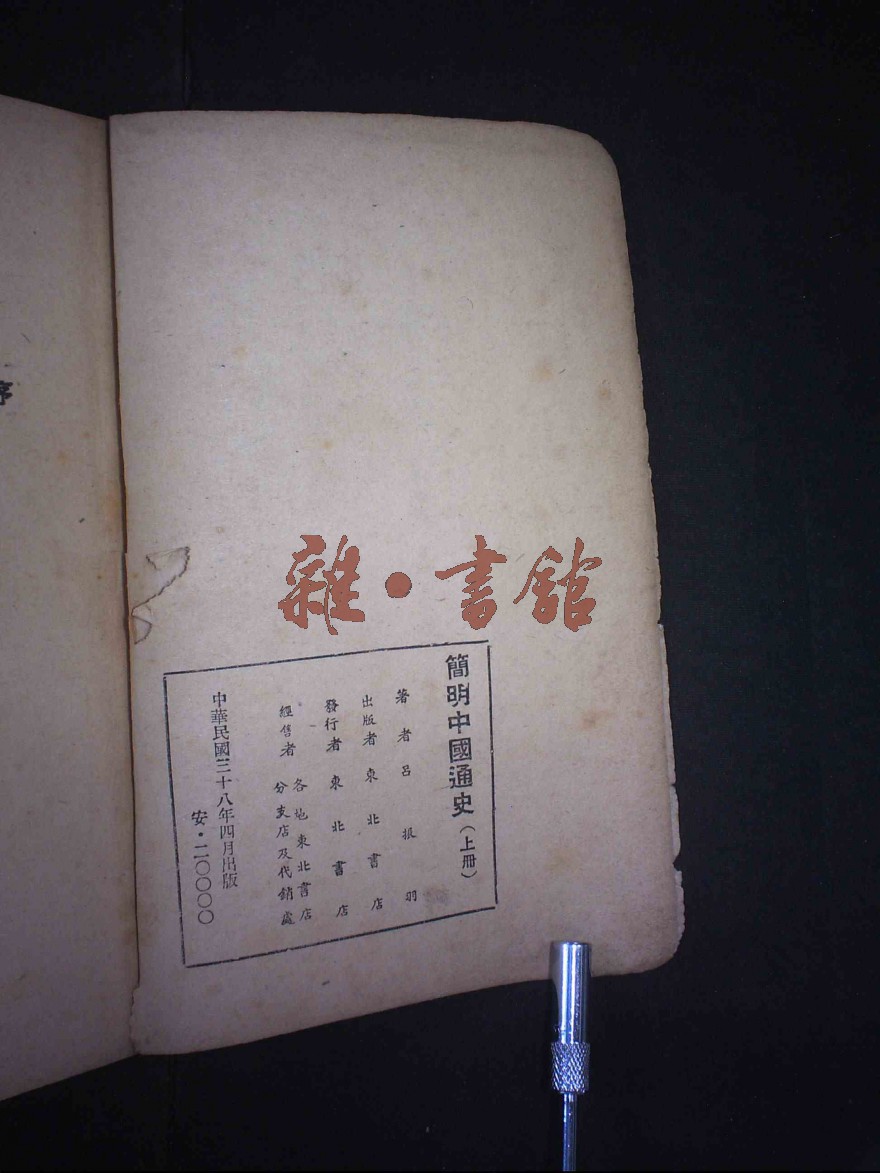 雜·書館
簡明中國通史(上冊)
著者 呂振羽
出版者 東北書店
發行者 東北書店
經售者 各地東北書店
分支店及代銷處
中華民國三十八年四月出版
安·二〇〇〇〇
序